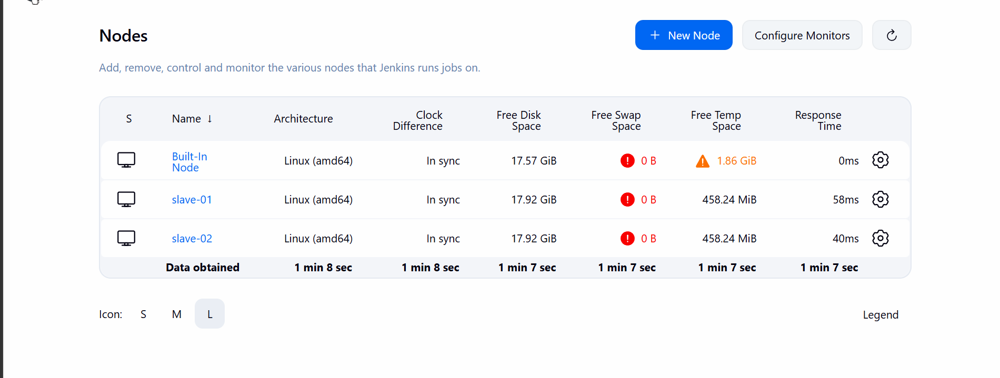 Nodes
+ New Node
Configure Monitors
Add, remove, control and monitor the various nodes that Jenkins runs jobs on.
S Name ↓ Architecture Clock Difference Free Disk Space Free Swap Space Free Temp Space Response Time
Built-In Node Linux (amd64) In sync 17.57 GiB 0 B 1.86 GiB 0ms
slave-01 Linux (amd64) In sync 17.92 GiB 0 B 458.24 MiB 58ms
slave-02 Linux (amd64) In sync 17.92 GiB 0 B 458.24 MiB 40ms
Data obtained 1 min 8 sec 1 min 8 sec 1 min 7 sec 1 min 7 sec 1 min 7 sec 1 min 7 sec
Icon: S M L
Legend